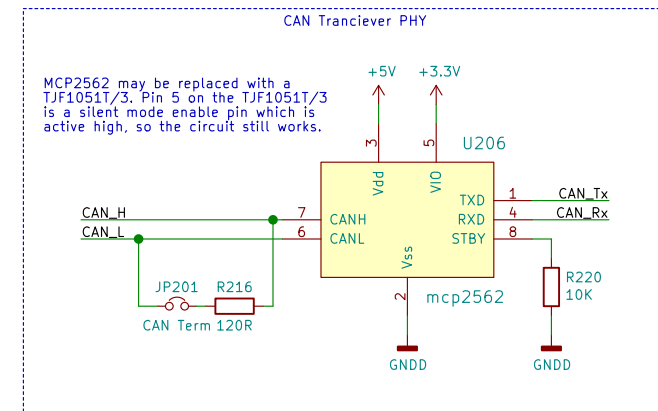 CAN Tranciever PHY
MCP2562 may be replaced with a
TJF1051T/3. Pin 5 on the TJF1051T/3
is a silent mode enable pin which is
active high, so the circuit still works.
+5V
+3.3V
3
5
U206
Vdd
VIO
TXD
1
CAN_Tx
CAN_H
7
CANH
RXD
4
CAN_Rx
CAN_L
6
CANL
STBY
8
Vss
JP201
R216
R220
10K
2
mcp2562
CAN Term
120R
GNDD
GNDD